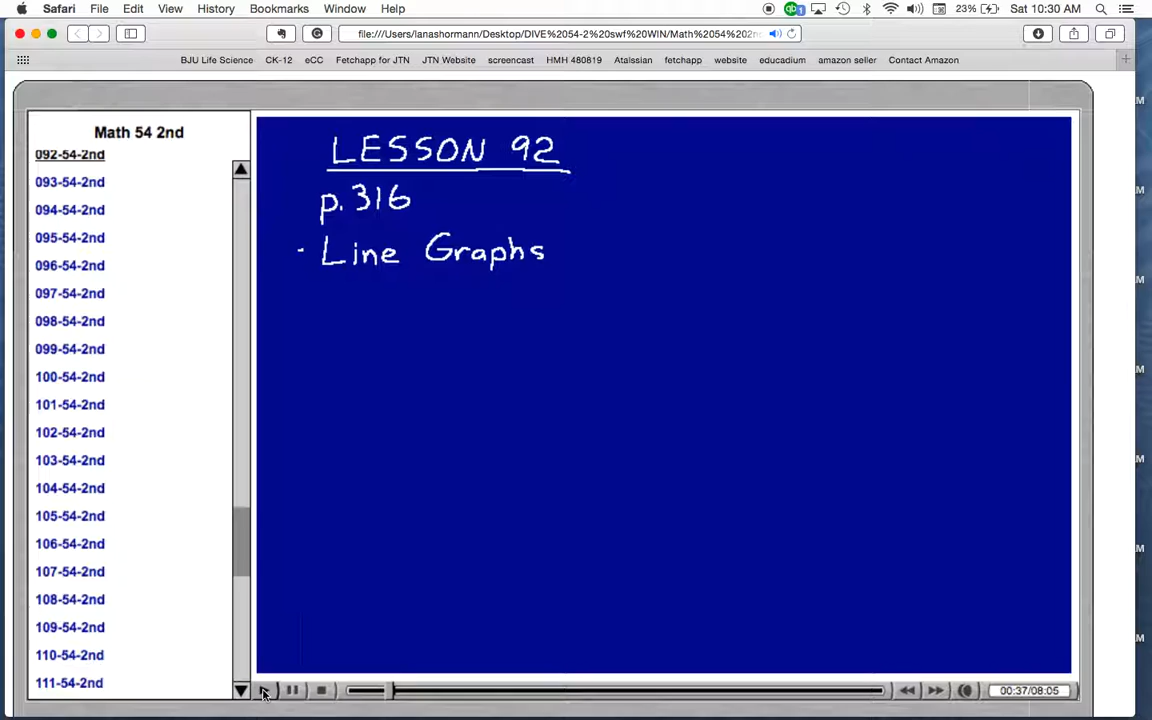 Safari File Edit View History Bookmarks Window Help 1 23% Sat 10:30 AM
file:///Users/lanashormann/Desktop/DIVE%2054-2%20swf%20WIN/Math%2054%202n
BJU Life Science CK-12 eCC Fetchapp for JTN JTN Website screencast HMH 480819 Atalssian fetchapp website educadium amazon seller Contact Amazon
Math 54 2nd
092-54-2nd
093-54-2nd
094-54-2nd
095-54-2nd
096-54-2nd
097-54-2nd
098-54-2nd
099-54-2nd
100-54-2nd
101-54-2nd
102-54-2nd
103-54-2nd
104-54-2nd
105-54-2nd
106-54-2nd
107-54-2nd
108-54-2nd
109-54-2nd
110-54-2nd
111-54-2nd
LESSON 92
p.316
· Line Graphs
00:37/08:05
M
M
M
M
M